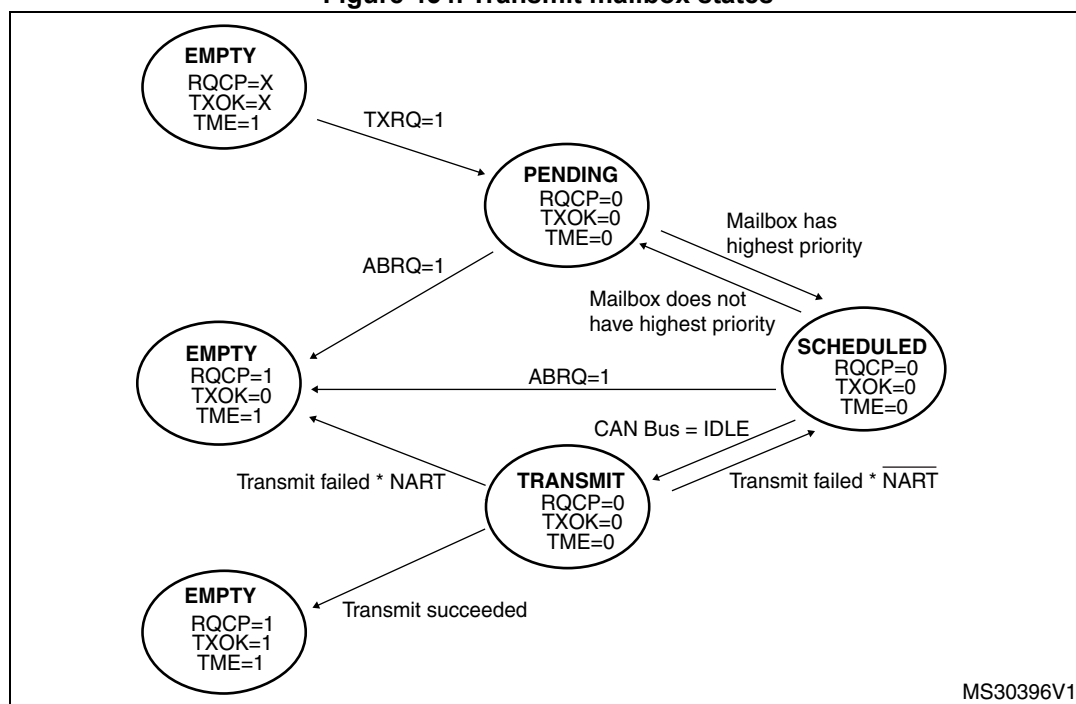 EMPTY
RQCP=X
TXOK=X
TME=1
TXRQ=1
PENDING
RQCP=0
TXOK=0
TME=0
Mailbox has
highest priority
ABRQ=1
Mailbox does not
have highest priority
EMPTY
RQCP=1
TXOK=0
TME=1
ABRQ=1
SCHEDULED
RQCP=0
TXOK=0
TME=0
CAN Bus = IDLE
Transmit failed * NART
TRANSMIT
RQCP=0
TXOK=0
TME=0
Transmit failed * N̅A̅R̅T̅
EMPTY
RQCP=1
TXOK=1
TME=1
Transmit succeeded
MS30396V1